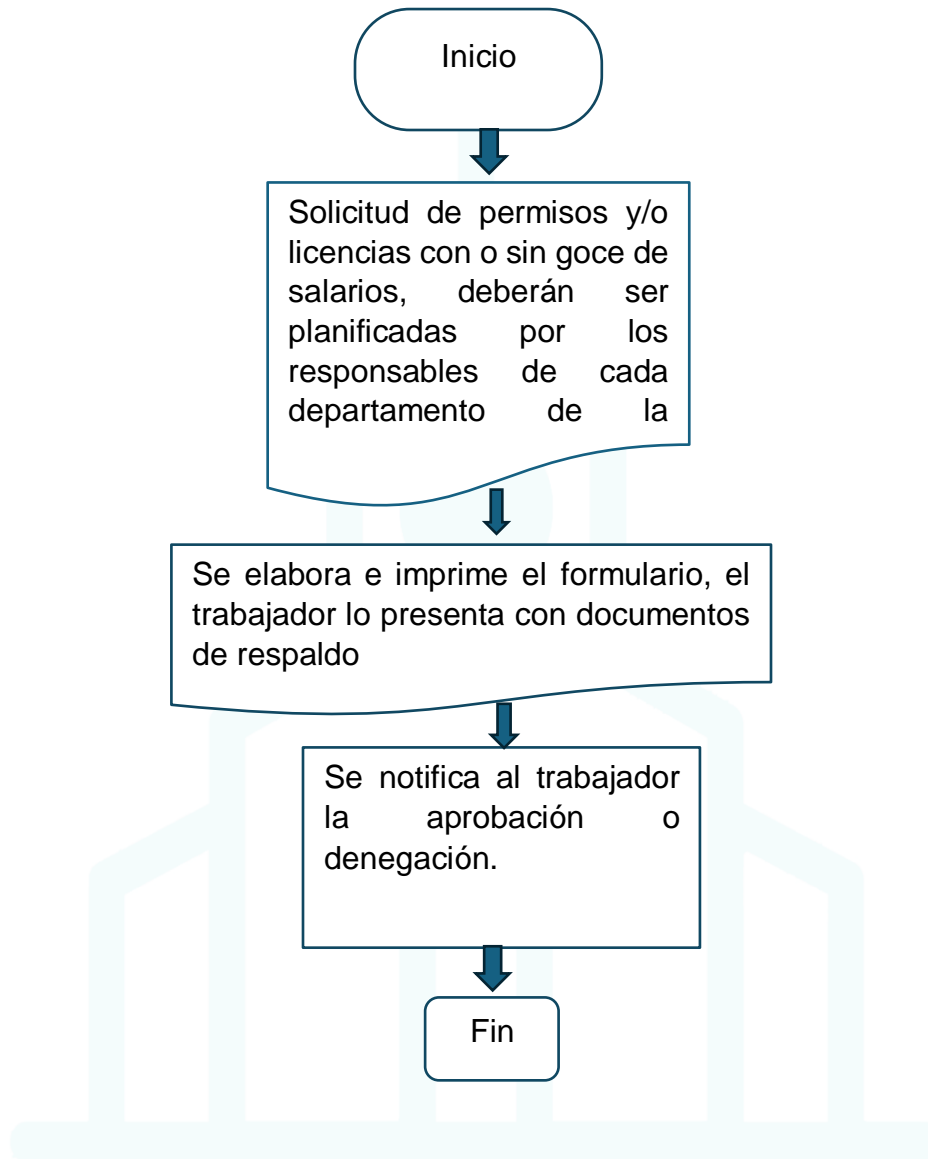 Inicio
Solicitud de permisos y/o
licencias con o sin goce de
salarios, deberán ser
planificadas por los
responsables de cada
departamento de la
Se elabora e imprime el formulario, el
trabajador lo presenta con documentos
de respaldo
Se notifica al trabajador
la aprobación o
denegación.
Fin